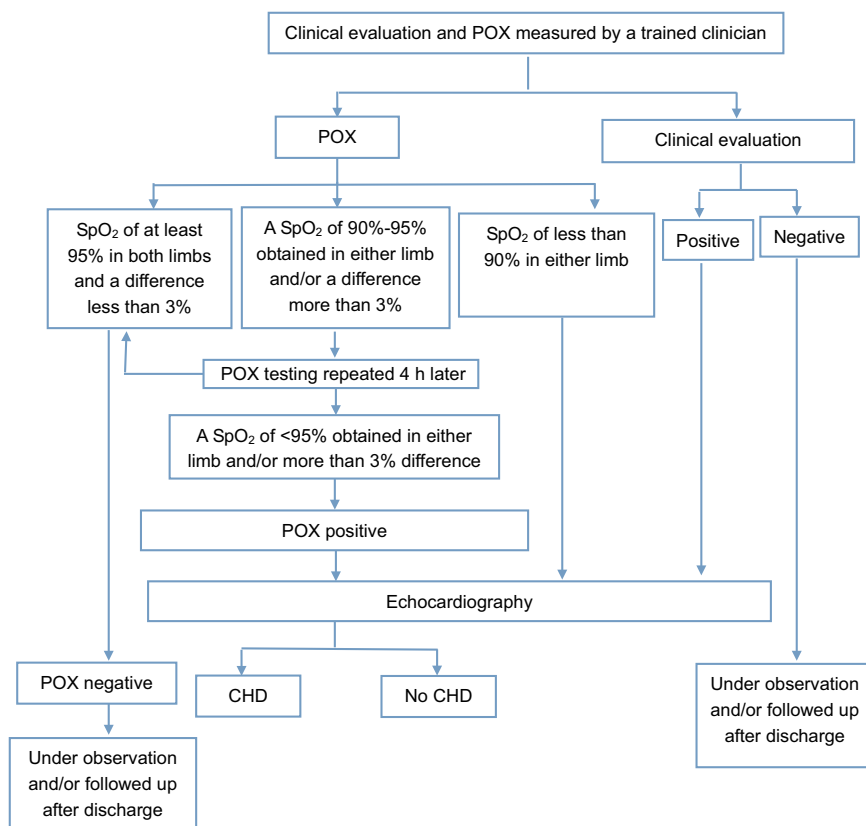 Clinical evaluation and POX measured by a trained clinician
POX
Clinical evaluation
SpO₂ of at least
95% in both limbs
and a difference
less than 3%
A SpO₂ of 90%-95%
obtained in either limb
and/or a difference
more than 3%
SpO₂ of less than
90% in either limb
Positive
Negative
POX testing repeated 4 h later
A SpO₂ of <95% obtained in either
limb and/or more than 3% difference
POX positive
Echocardiography
POX negative
CHD
No CHD
Under observation
and/or followed up
after discharge
Under observation
and/or followed up
after discharge